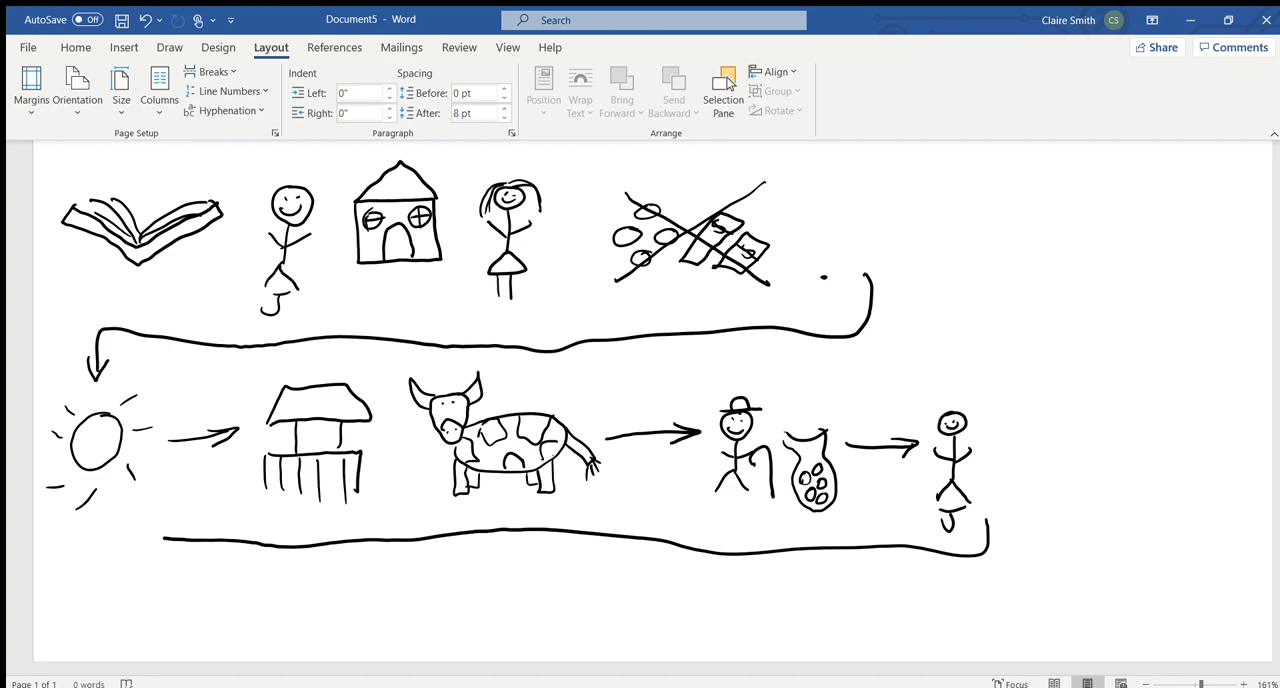 AutoSave Off Document5 - Word Search Claire Smith CS
File Home Insert Draw Design Layout References Mailings Review View Help Share Comments
Margins Orientation Size Columns Breaks Line Numbers Hyphenation
Page Setup
Indent Spacing
Left: 0" Before: 0 pt
Right: 0" After: 8 pt
Paragraph
Position Wrap Text Bring Forward Send Backward Selection Pane Align Group Rotate
Arrange
J
$ $
J
Page 1 of 1 0 words Focus 161%